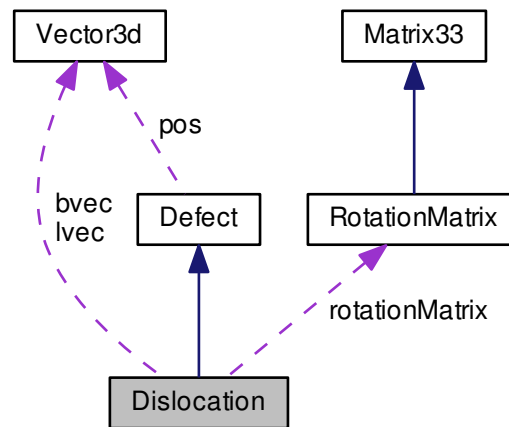 Vector3d
Matrix33
pos
bvec
lvec
Defect
RotationMatrix
rotationMatrix
Dislocation